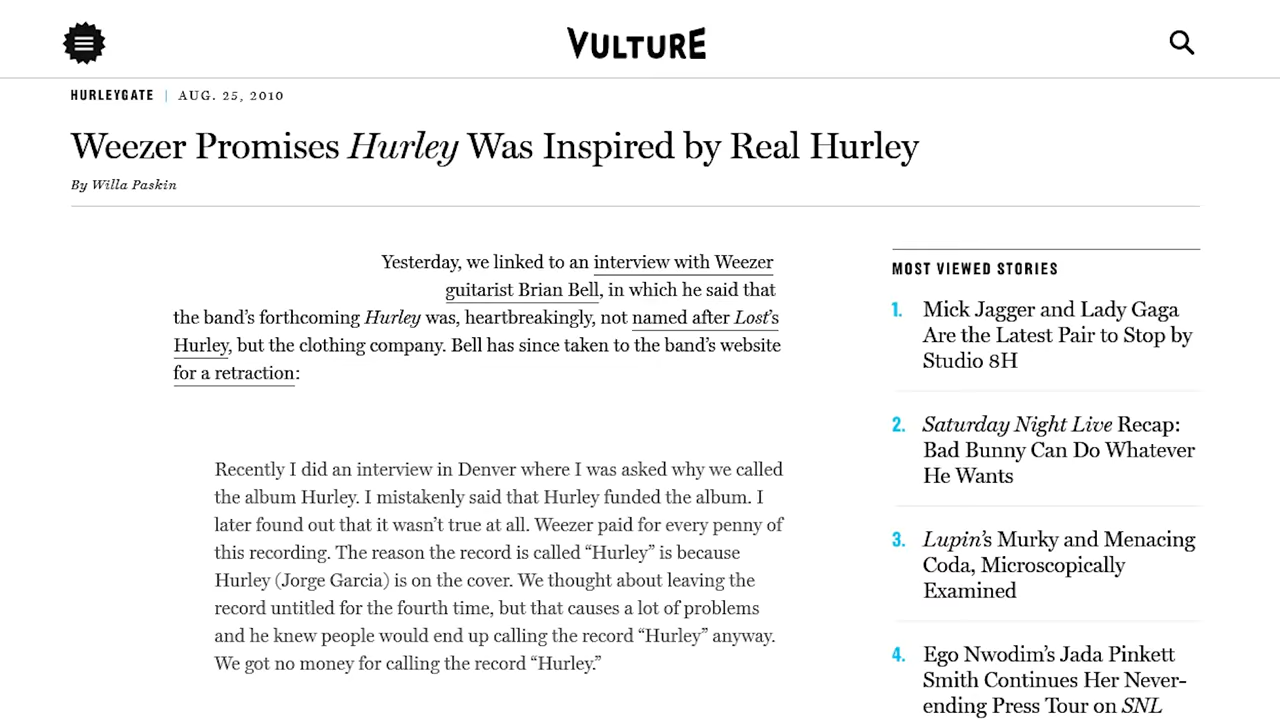 VULTURE
HURLEYGATE | AUG. 25, 2010
Weezer Promises Hurley Was Inspired by Real Hurley
By Willa Paskin
Yesterday, we linked to an interview with Weezer
guitarist Brian Bell, in which he said that
the band’s forthcoming Hurley was, heartbreakingly, not named after Lost’s
Hurley, but the clothing company. Bell has since taken to the band’s website
for a retraction:
Recently I did an interview in Denver where I was asked why we called
the album Hurley. I mistakenly said that Hurley funded the album. I
later found out that it wasn’t true at all. Weezer paid for every penny of
this recording. The reason the record is called “Hurley” is because
Hurley (Jorge Garcia) is on the cover. We thought about leaving the
record untitled for the fourth time, but that causes a lot of problems
and he knew people would end up calling the record “Hurley” anyway.
We got no money for calling the record “Hurley.”
MOST VIEWED STORIES
1. Mick Jagger and Lady Gaga
Are the Latest Pair to Stop by
Studio 8H
2. Saturday Night Live Recap:
Bad Bunny Can Do Whatever
He Wants
3. Lupin’s Murky and Menacing
Coda, Microscopically
Examined
4. Ego Nwodim’s Jada Pinkett
Smith Continues Her Never-
ending Press Tour on SNL